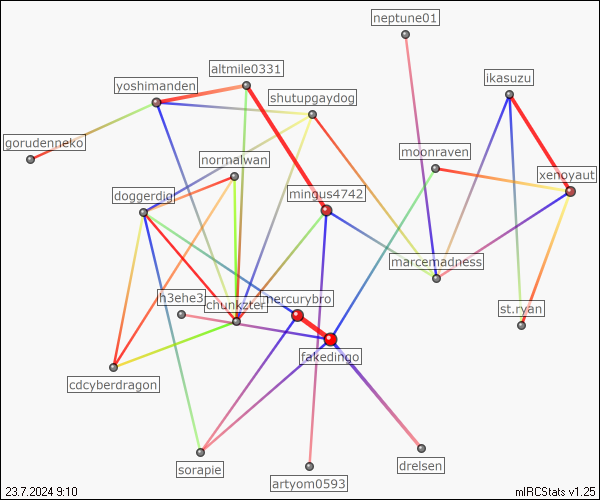 neptune01
altmile0331
ikasuzu
yoshimanden
shutupgaydog
gorudenneko
moonraven
normalwan
xenoyaut
doggerdig
mingus4742
marcemadness
h3ehe3
mercurybro
chunkzter
st.ryan
fakedingo
cdcyberdragon
sorapie
drelsen
artyom0593
23.7.2024 9:10
mIRCStats v1.25